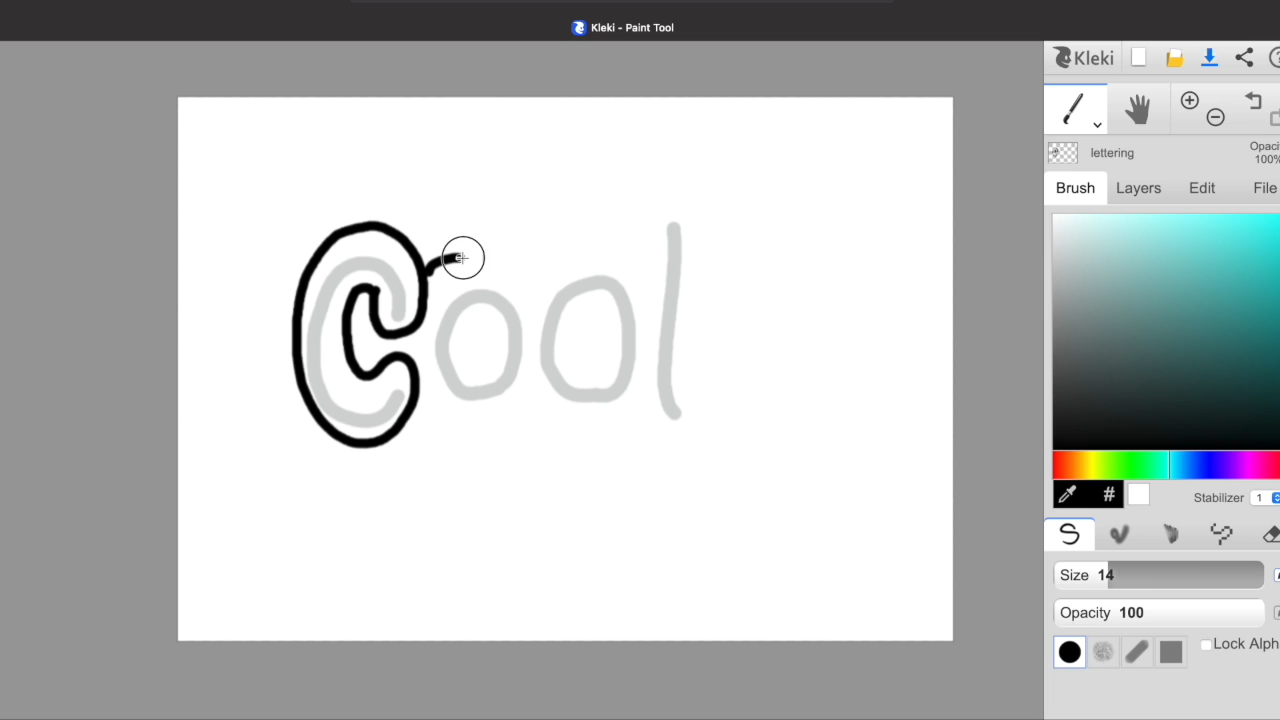 Kleki - Paint Tool
Kleki
lettering
Opaci
100%
Brush Layers Edit File
Cool
# Stabilizer 1
Size 14
Opacity 100
Lock Alph